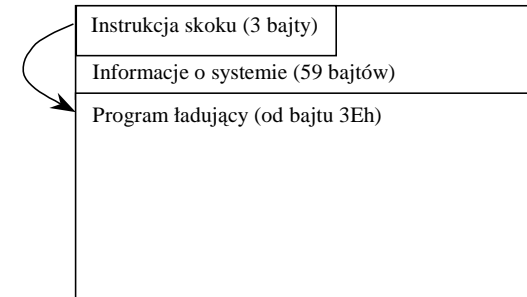 Instrukcja skoku (3 bajty)
Informacje o systemie (59 bajtów)
Program ładujący (od bajtu 3Eh)